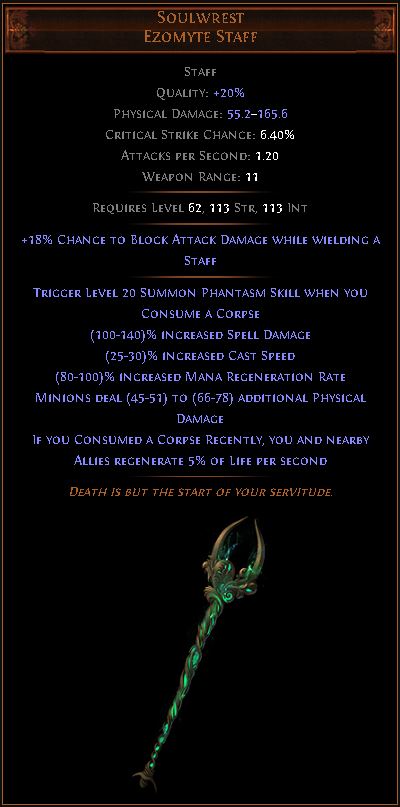 Soulwrest
Ezomyte Staff
Staff
Quality: +20%
Physical Damage: 55.2–165.6
Critical Strike Chance: 6.40%
Attacks per Second: 1.20
Weapon Range: 11
Requires Level 62, 113 Str, 113 Int
+18% Chance to Block Attack Damage while wielding a
Staff
Trigger Level 20 Summon Phantasm Skill when you
Consume a Corpse
(100-140)% increased Spell Damage
(25-30)% increased Cast Speed
(80-100)% increased Mana Regeneration Rate
Minions deal (45-51) to (66-78) additional Physical
Damage
If you Consumed a Corpse Recently, you and nearby
Allies regenerate 5% of Life per second
Death is but the start of your servitude.